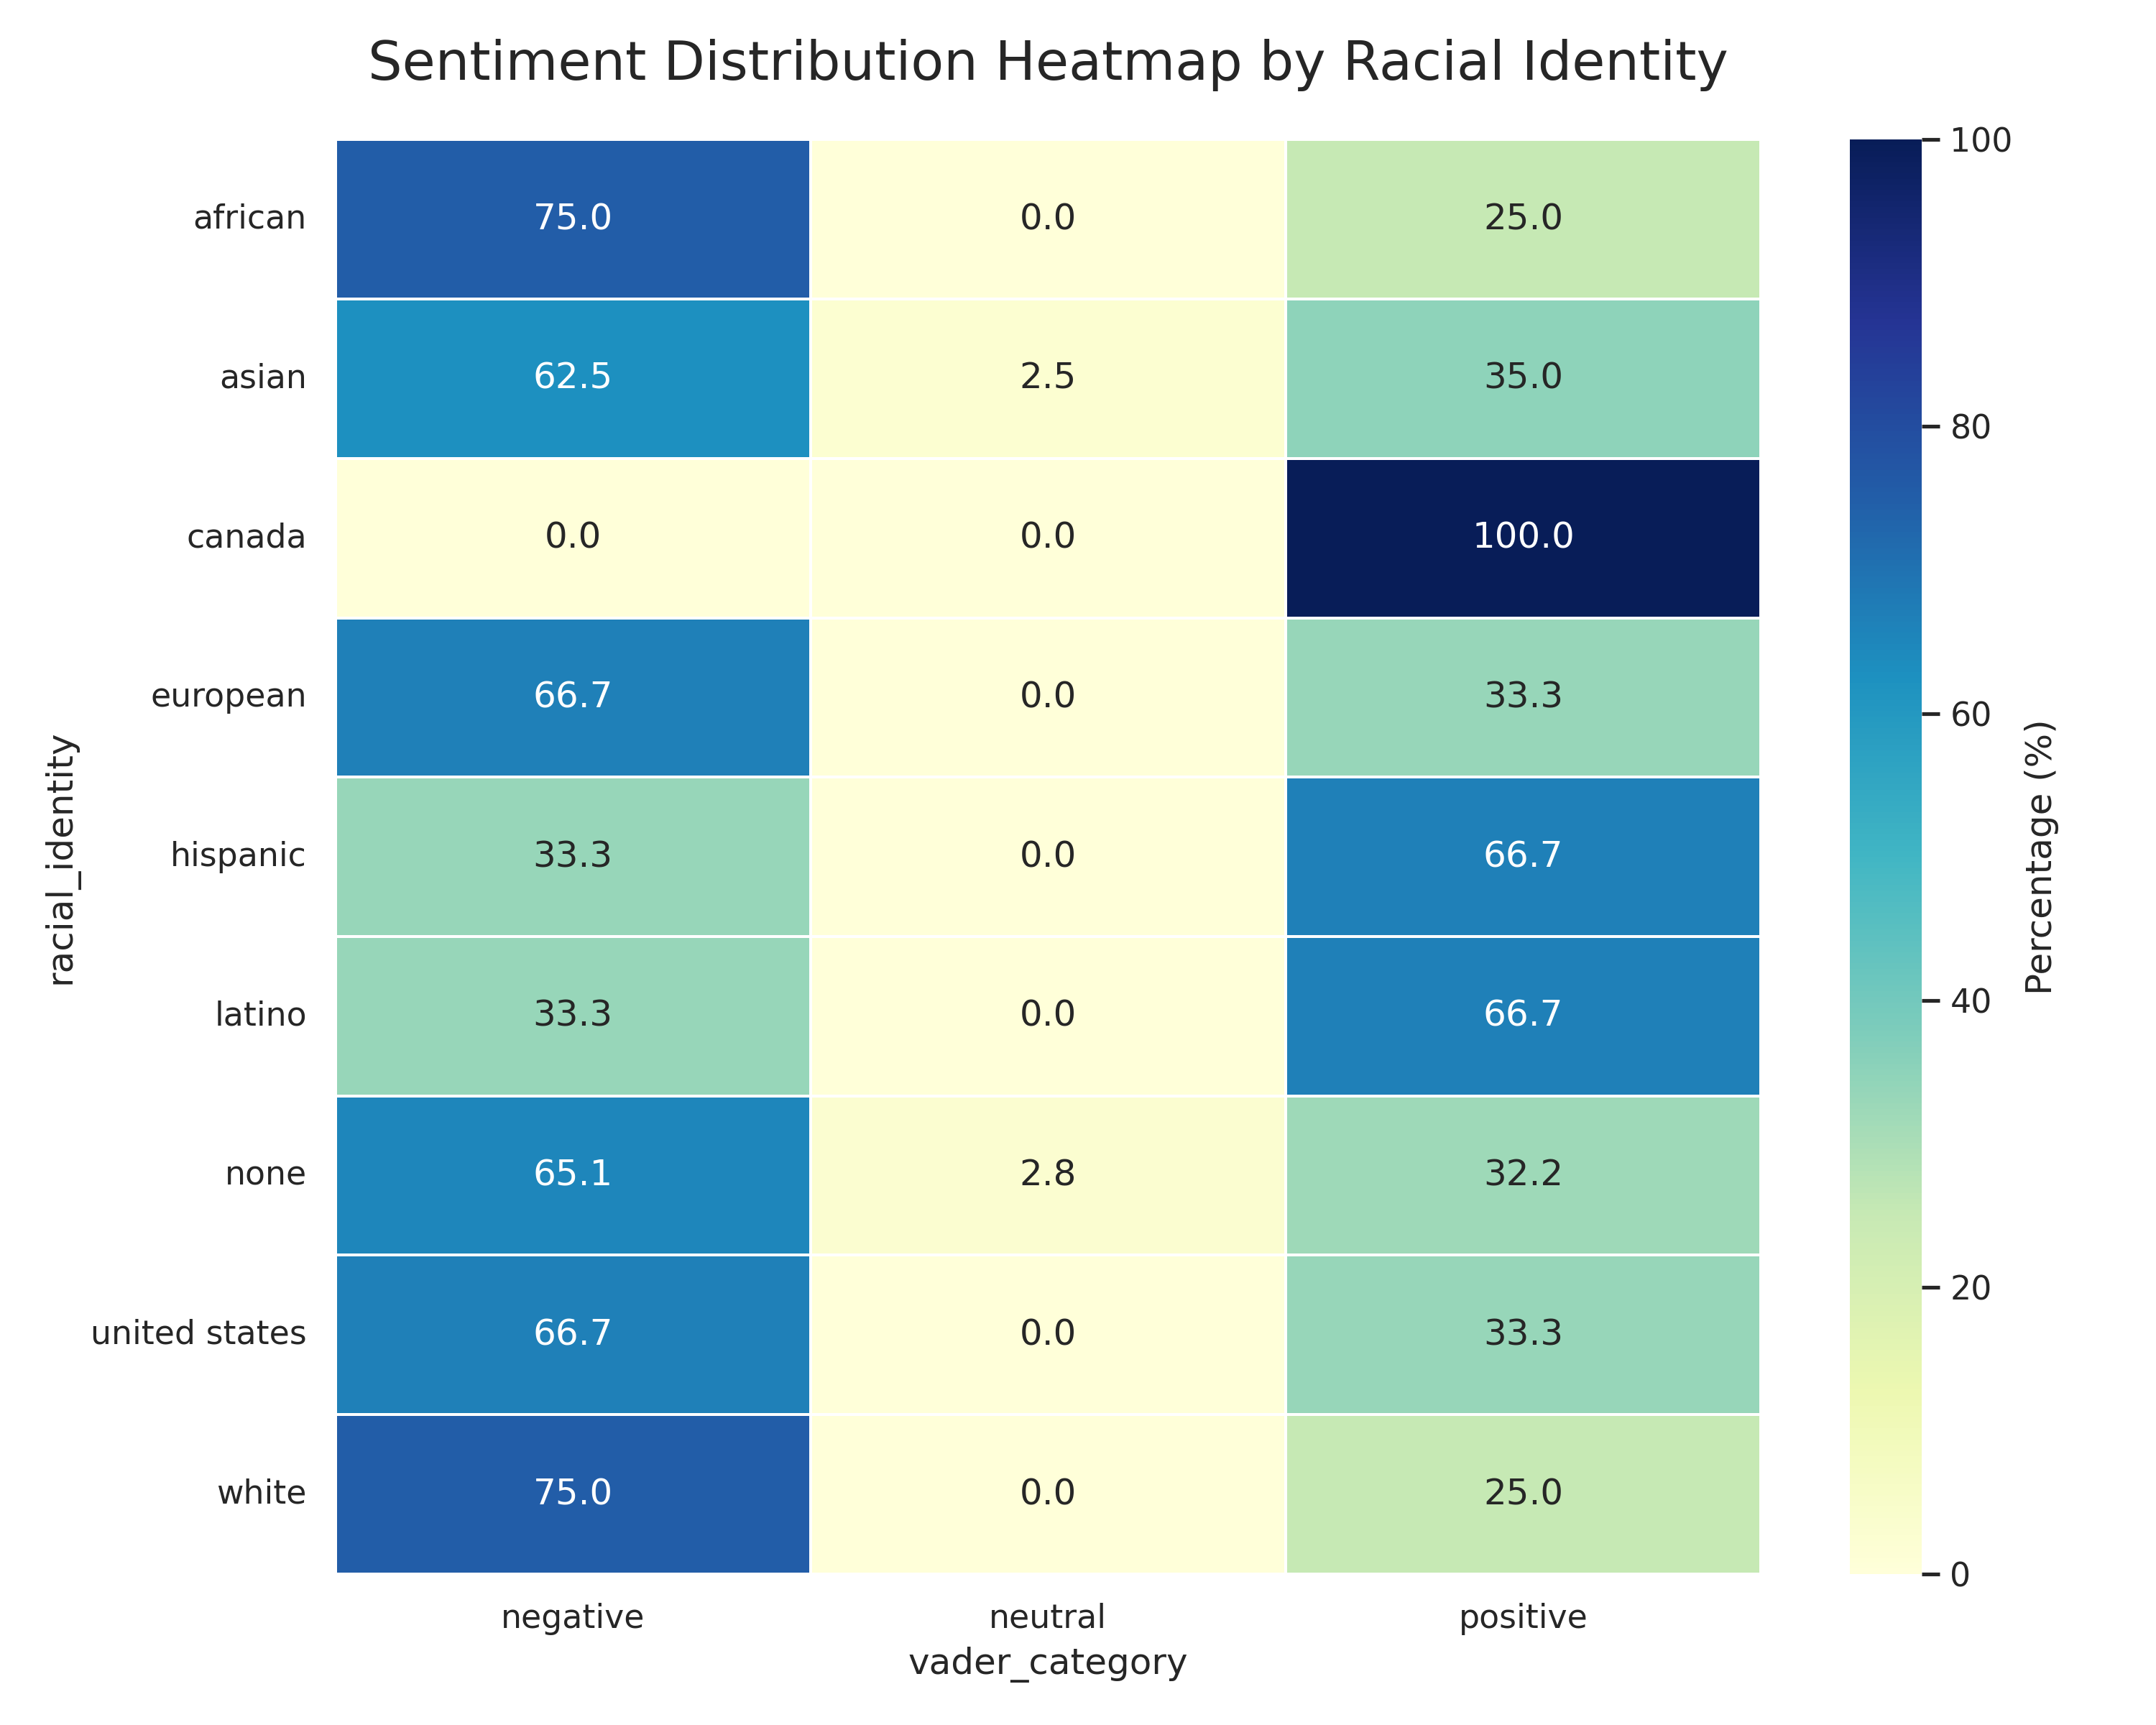 Sentiment Distribution Heatmap by Racial Identity
african 75.0 0.0 25.0
asian 62.5 2.5 35.0
canada 0.0 0.0 100.0
european 66.7 0.0 33.3
hispanic 33.3 0.0 66.7
latino 33.3 0.0 66.7
none 65.1 2.8 32.2
united states 66.7 0.0 33.3
white 75.0 0.0 25.0
negative neutral positive
vader_category
racial_identity
100
80
60
40
20
0
Percentage (%)